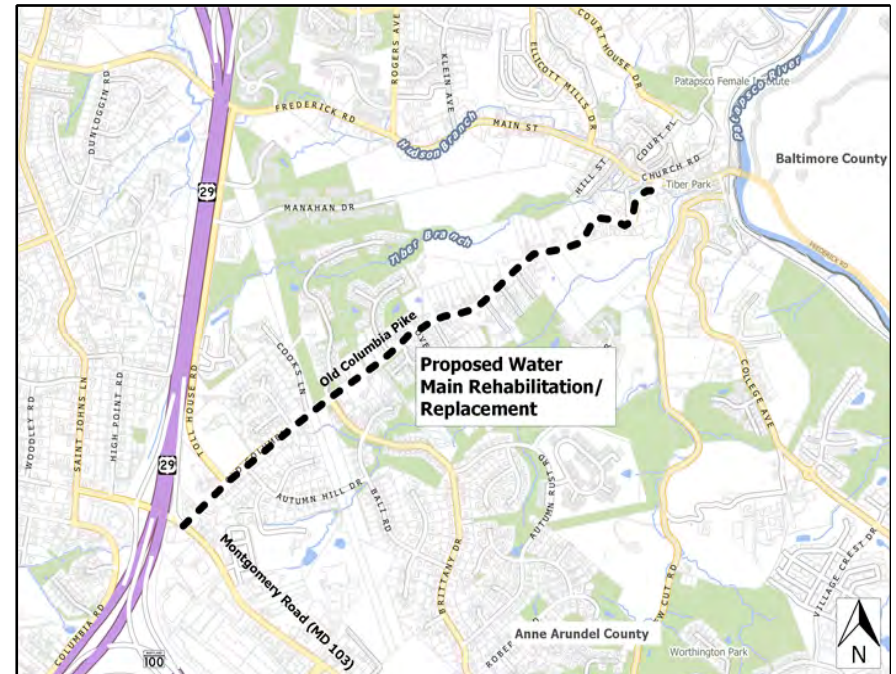 COURT HOUSE DR
ROGERS AVE
KLEIN AVE
ELLICOTT MILLS DR
Patapsco Female Institute
Patapsco River
DUNLOGGIN RD
FREDERICK RD
Hudson Branch
MAIN ST
COURT PL
CHURCH RD
Baltimore County
29
HILL ST
Tiber Park
MANAHAN DR
Tiber Branch
FREDERICK RD
Old Columbia Pike
Proposed Water
Main Rehabilitation/
Replacement
COOKS LN
SAINT JOHNS LN
HIGH POINT RD
WOODLEY RD
TOLL HOUSE RD
COLLEGE AVE
29
AUTUMN HILL DR
BALI RD
AUTUMN RUST RD
Montgomery Road (MD 103)
BRITTANY DR
VILLAGE CREST DR
COLUMBIA RD
100
Anne Arundel County
Worthington Park
N